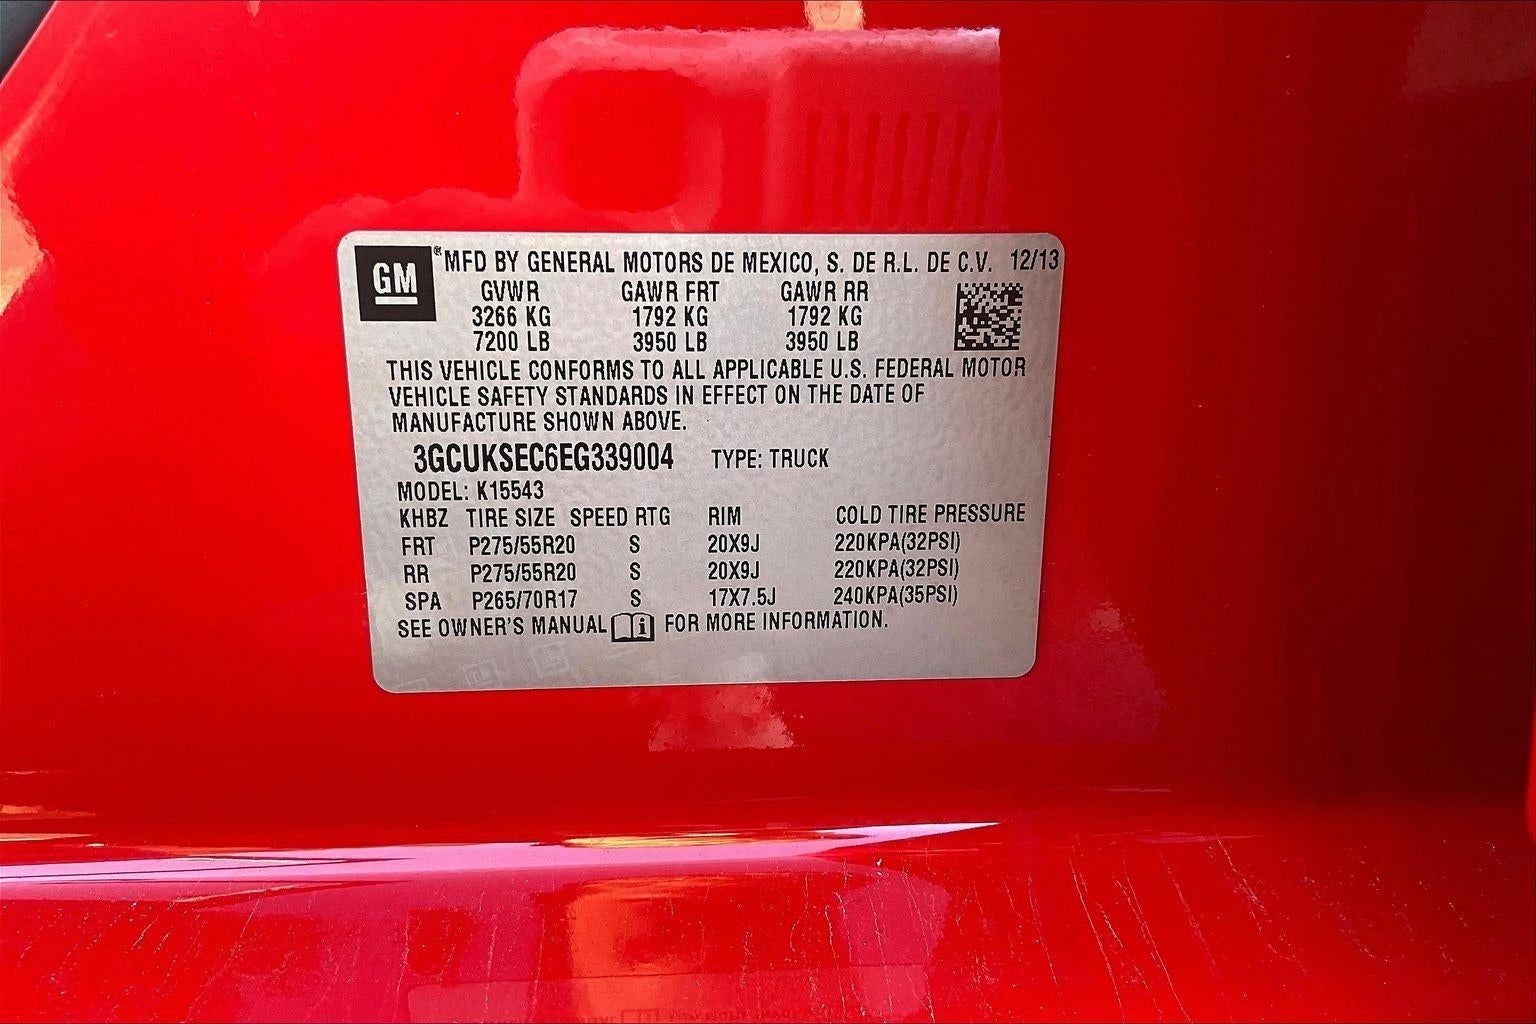 GM ® MFD BY GENERAL MOTORS DE MEXICO, S. DE R.L. DE C.V. 12/13
GVWR GAWR FRT GAWR RR
3266 KG 1792 KG 1792 KG
7200 LB 3950 LB 3950 LB
THIS VEHICLE CONFORMS TO ALL APPLICABLE U.S. FEDERAL MOTOR
VEHICLE SAFETY STANDARDS IN EFFECT ON THE DATE OF
MANUFACTURE SHOWN ABOVE.
3GCUKSEC6EG339004 TYPE: TRUCK
MODEL: K15543
KHBZ TIRE SIZE SPEED RTG RIM COLD TIRE PRESSURE
FRT P275/55R20 S 20X9J 220KPA(32PSI)
RR P275/55R20 S 20X9J 220KPA(32PSI)
SPA P265/70R17 S 17X7.5J 240KPA(35PSI)
SEE OWNER'S MANUAL i FOR MORE INFORMATION.